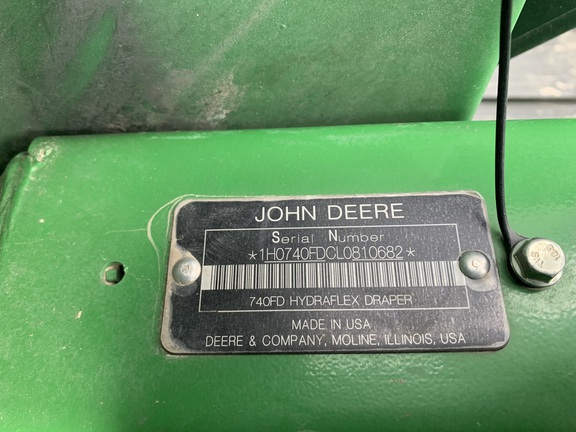 JOHN DEERE
Serial Number
*1H0740FDCL0810682*
740FD HYDRAFLEX DRAPER
MADE IN USA
DEERE & COMPANY, MOLINE, ILLINOIS, USA